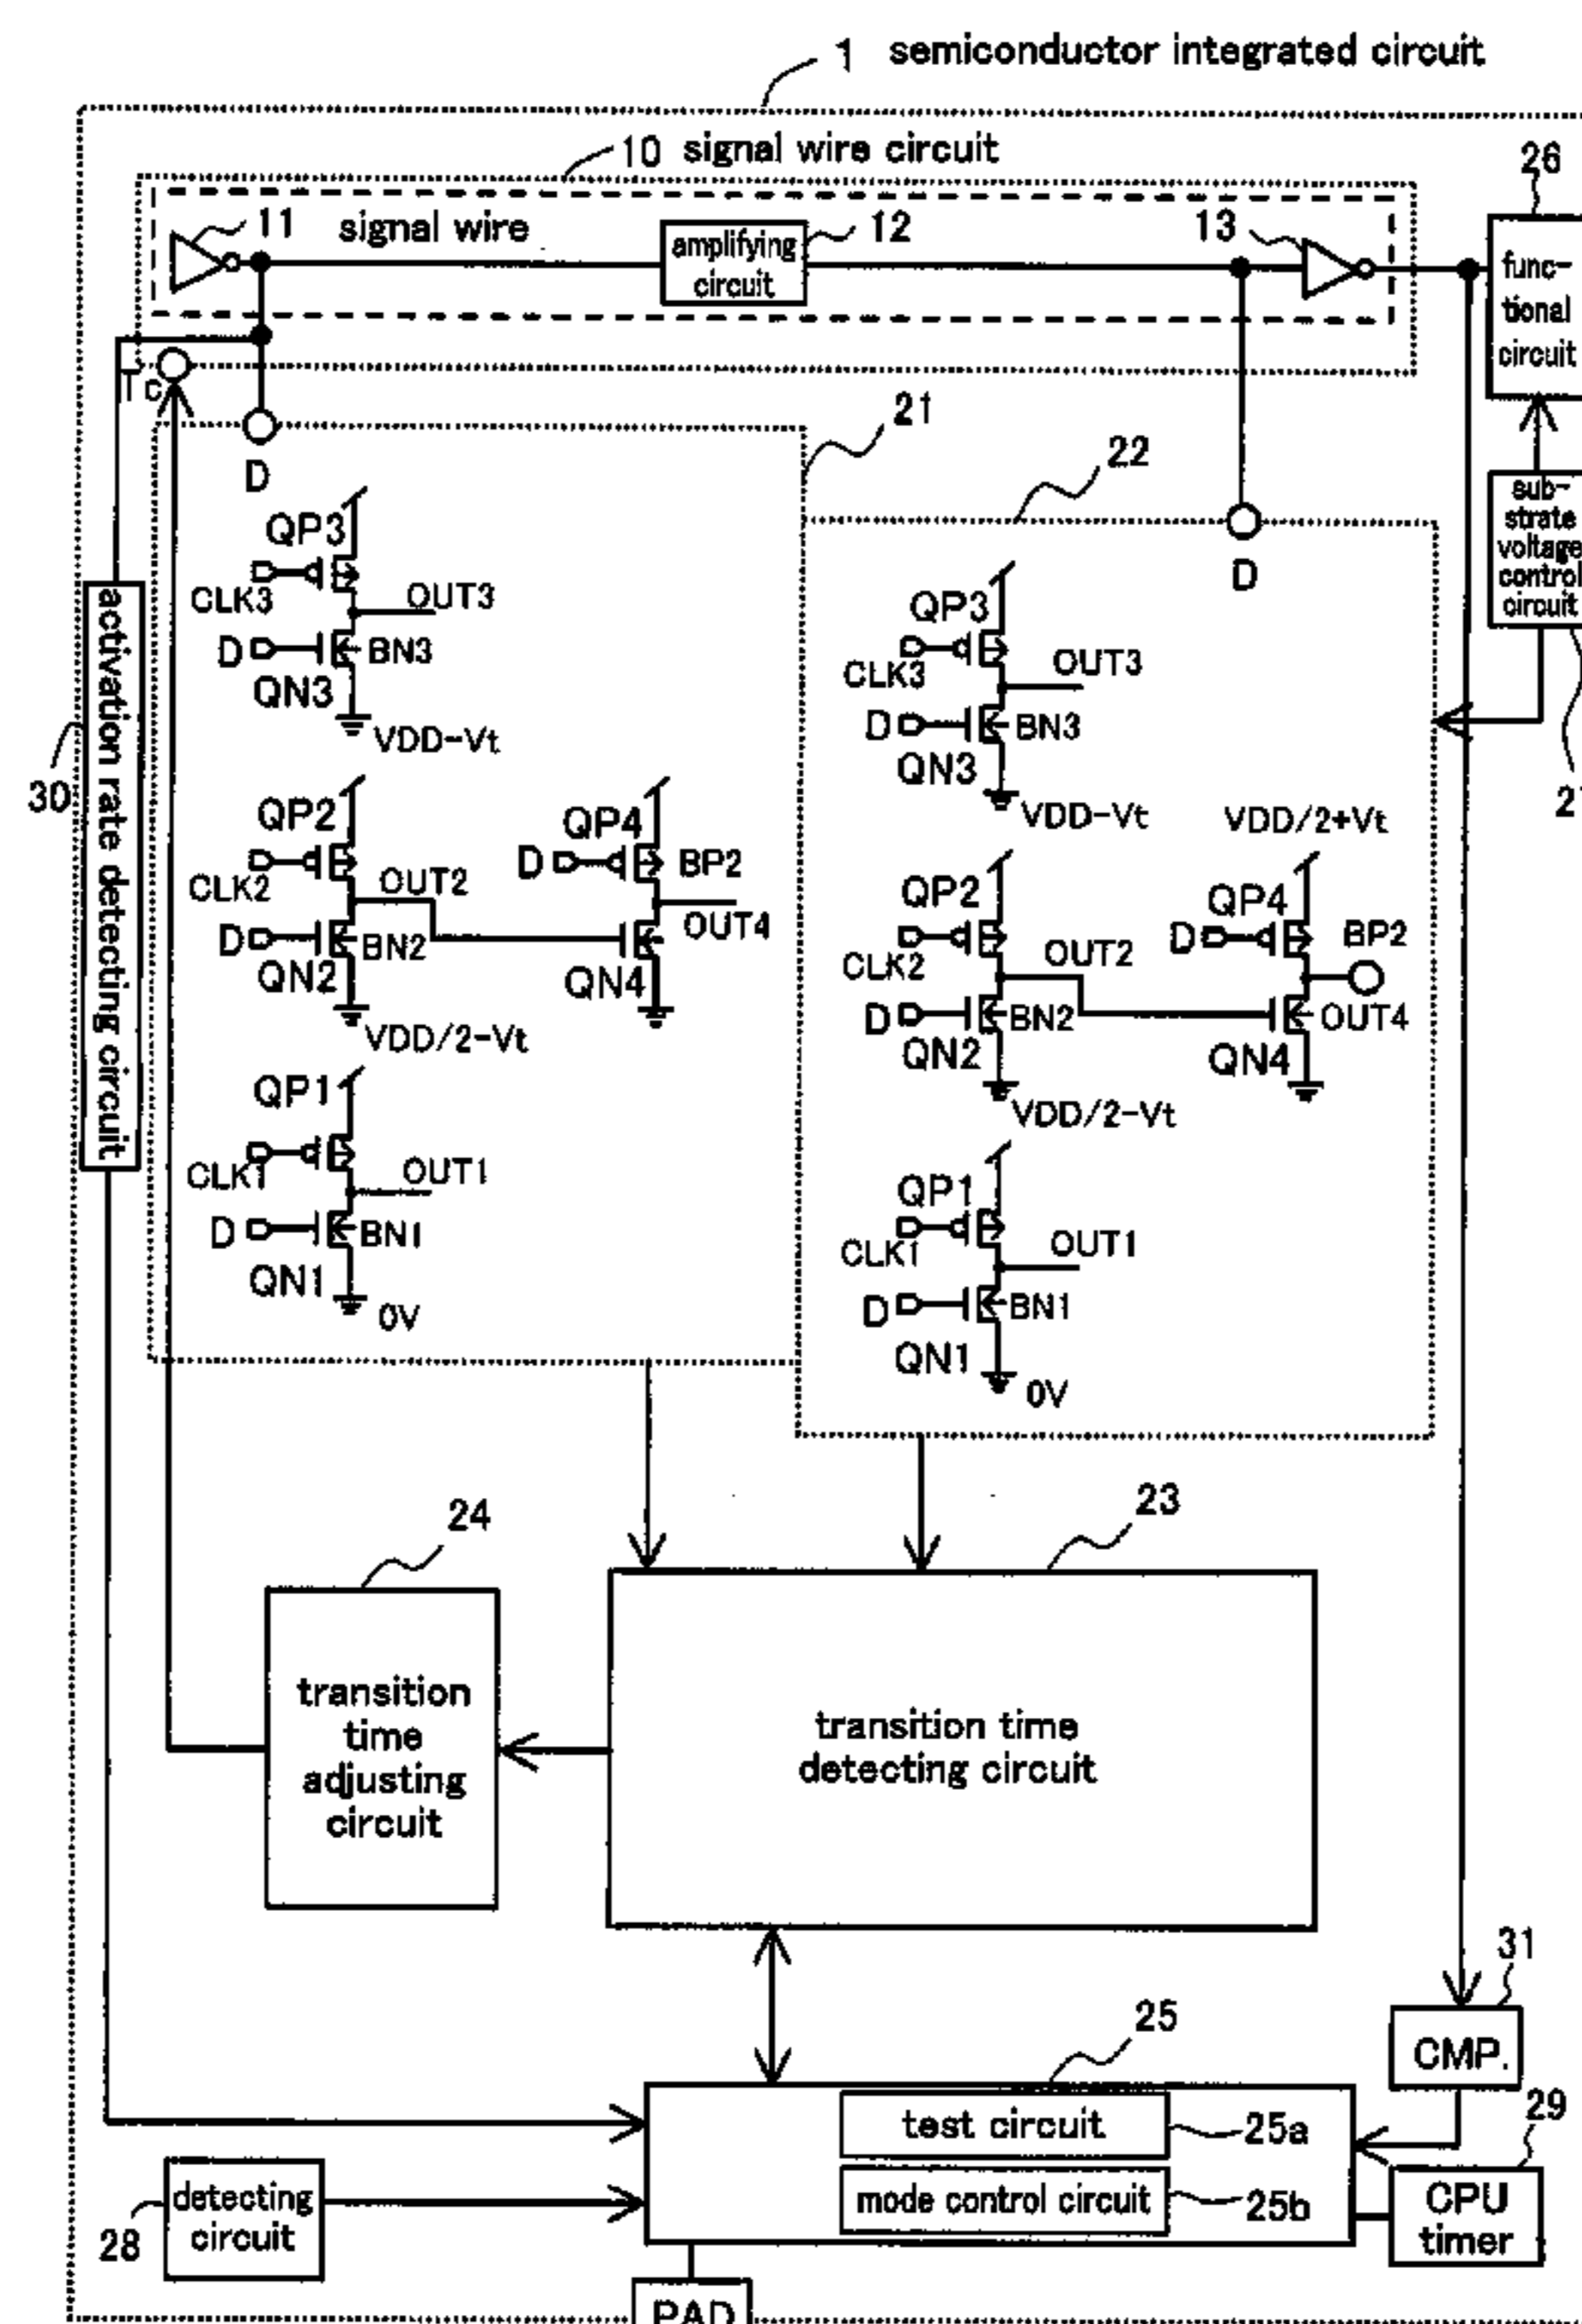 1 semiconductor integrated circuit
10 signal wire circuit
26
11 signal wire
amplifying
circuit
12
13
func-
tional
circuit
Tc
D
21
22
sub-
strate
voltage
control
circuit
D
QP3
CLK3
OUT3
D
BN3
QN3
VDD-Vt
QP2
CLK2
OUT2
D
BN2
QN2
VDD/2-Vt
QP4
D
BP2
OUT4
QN4
QP1
CLK1
OUT1
D
BN1
QN1
0V
QP3
CLK3
OUT3
D
BN3
QN3
VDD-Vt
VDD/2+Vt
QP2
CLK2
OUT2
D
BN2
QN2
VDD/2-Vt
QP4
D
BP2
OUT4
QN4
QP1
CLK1
OUT1
D
BN1
QN1
0V
activation rate detecting circuit
30
24
23
transition
time
adjusting
circuit
transition time
detecting circuit
31
CMP.
25
test circuit
25a
mode control circuit
25b
29
CPU
timer
detecting
circuit
28
PAD